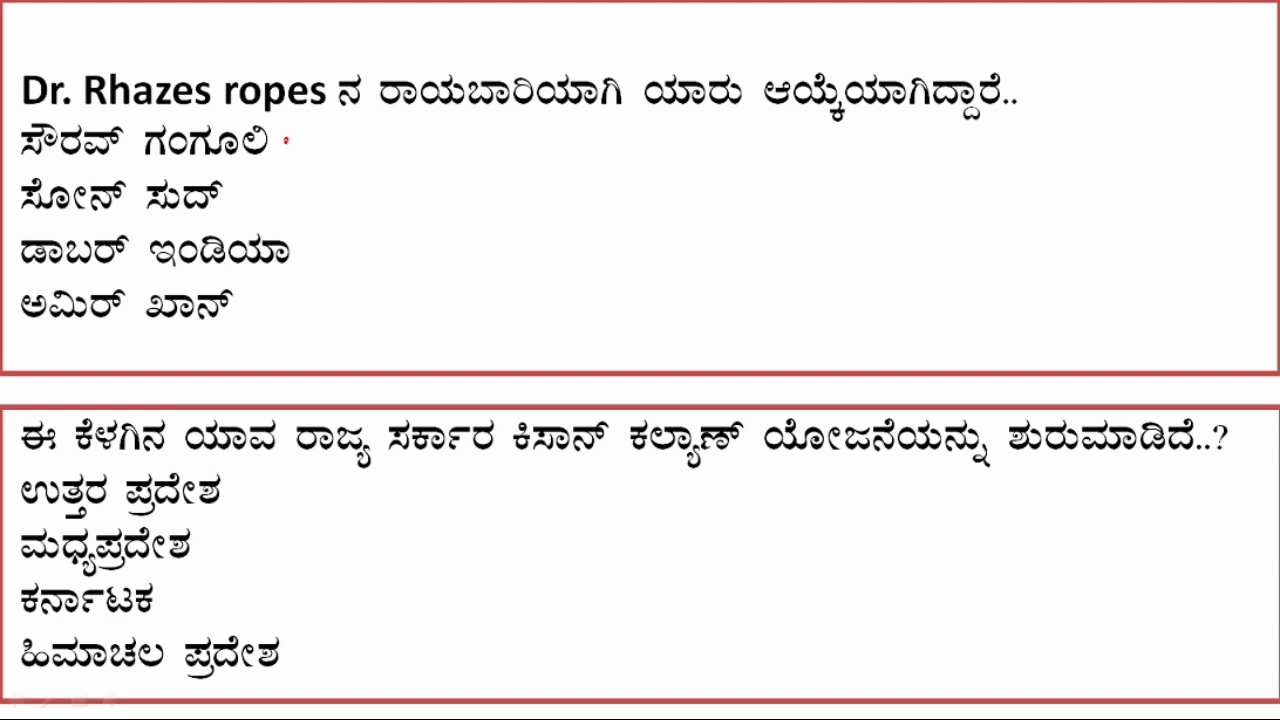 Dr. Rhazes ropes ನ ರಾಯಬಾರಿಯಾಗಿ ಯಾರು ಆಯ್ಕೆಯಾಗಿದ್ದಾರೆ..
ಸೌರವ್ ಗಂಗೂಲಿ
ಸೋನ್ ಸುದ್
ಡಾಬರ್ ಇಂಡಿಯಾ
ಅಮಿರ್ ಖಾನ್
ಈ ಕೆಳಗಿನ ಯಾವ ರಾಜ್ಯ ಸರ್ಕಾರ ಕಿಸಾನ್ ಕಲ್ಯಾಣ್ ಯೋಜನೆಯನ್ನು ಶುರುಮಾಡಿದೆ..?
ಉತ್ತರ ಪ್ರದೇಶ
ಮಧ್ಯಪ್ರದೇಶ
ಕರ್ನಾಟಕ
ಹಿಮಾಚಲ ಪ್ರದೇಶ